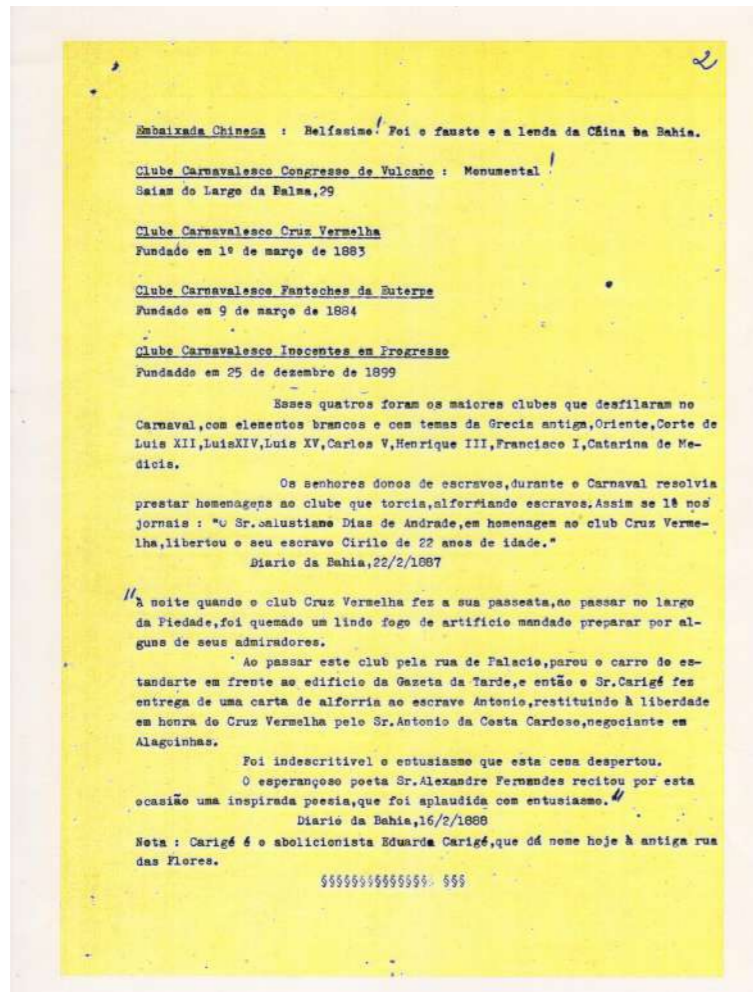 2
Embaixada Chinesa : Belíssimo! Foi o fausto e a lenda da China na Bahia.
Clube Carnavalesco Congresso de Vulcano : Monumental !
Saiam do Largo da Palma,29
Clube Carnavalesco Cruz Vermelha
Fundado em 1º de março de 1883
Clube Carnavalesco Fantoches da Euterpe
Fundado em 9 de março de 1884
Clube Carnavalesco Inocentes em Progresso
Fundaddo em 25 de dezembro de 1899
Esses quatros foram os maiores clubes que desfilaram no
Carnaval,com elementos brancos e com temas da Grecia antiga,Oriente,Corte de
Luis XII,LuisXIV,Luis XV,Carlos V,Henrique III,Francisco I,Catarina de Me-
dicis.
Os senhores donos de escravos,durante o Carnaval resolvia
prestar homenagens ao clube que torcia,alforriando escravos.Assim se lê nos
jornais : "O Sr.Salustiano Dias de Andrade,em homenagem ao club Cruz Verme-
lha,libertou o seu escravo Cirilo de 22 anos de idade."
Diario da Bahia,22/2/1887
"À noite quando o club Cruz Vermelha fez a sua passeata,ao passar no largo
da Piedade,foi quemado um lindo fogo de artificio mandado preparar por al-
guns de seus admiradores.
Ao passar este club pela rua de Palacio,parou o carro do es-
tandarte em frente ao edificio da Gazeta da Tarde,e então o Sr.Carigé fez
entrega de uma carta de alforria ao escravo Antonio,restituindo à liberdade
em honra do Cruz Vermelha pelo Sr.Antonio da Costa Cardoso,negociante em
Alagoinhas.
Foi indescritivel o entusiasmo que esta cena despertou.
O esperançoso poeta Sr.Alexandre Fernandes recitou por esta
ocasião uma inspirada poesia,que foi aplaudida com entusiasmo."
Diario da Bahia,16/2/1888
Nota : Carigé é o abolicionista Eduardo Carigé,que dá nome hoje à antiga rua
das Flores.
§§§§§§§§§§§§§§§ §§§